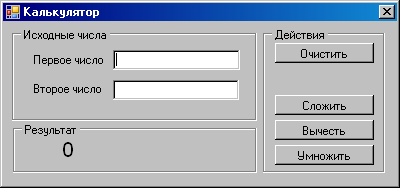 Калькулятор
Исходные числа
Первое число
Второе число
Результат
0
Действия
Очистить
Сложить
Вычесть
Умножить